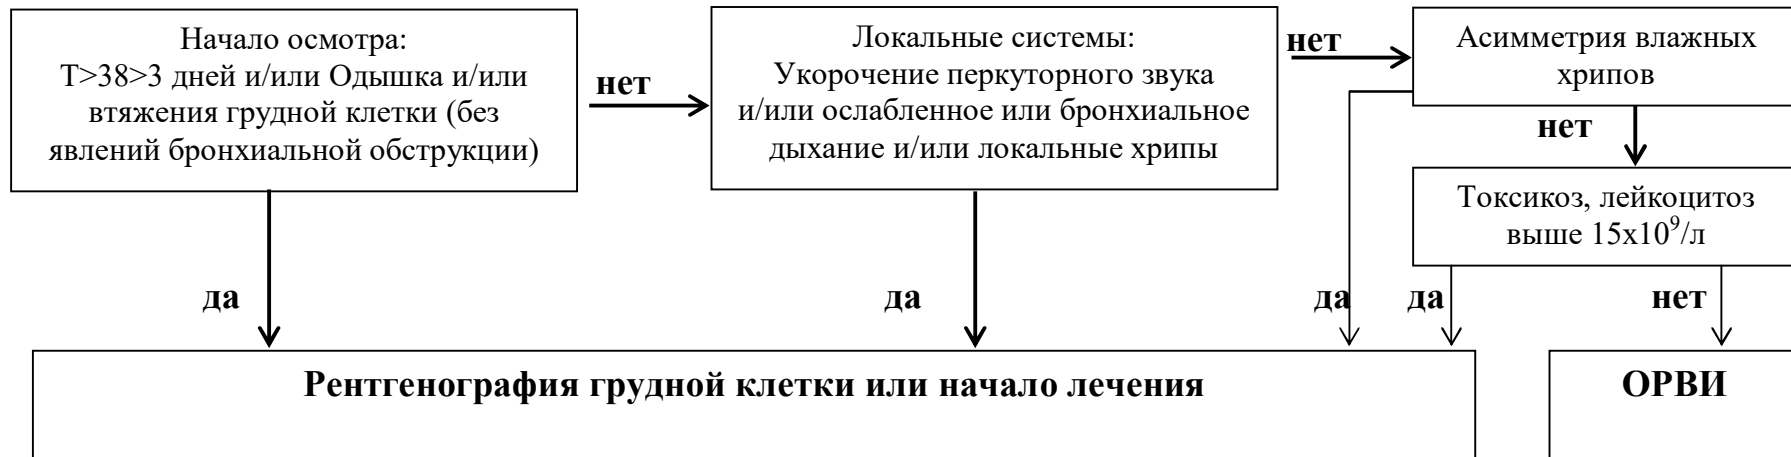 Начало осмотра:
Т>38>3 дней и/или Одышка и/или
втяжения грудной клетки (без
явлений бронхиальной обструкции)
нет
Локальные системы:
Укорочение перкуторного звука
и/или ослабленное или бронхиальное
дыхание и/или локальные хрипы
нет
Асимметрия влажных
хрипов
нет
Токсикоз, лейкоцитоз
выше 15х10⁹/л
да
да
да
да
нет
Рентгенография грудной клетки или начало лечения
ОРВИ